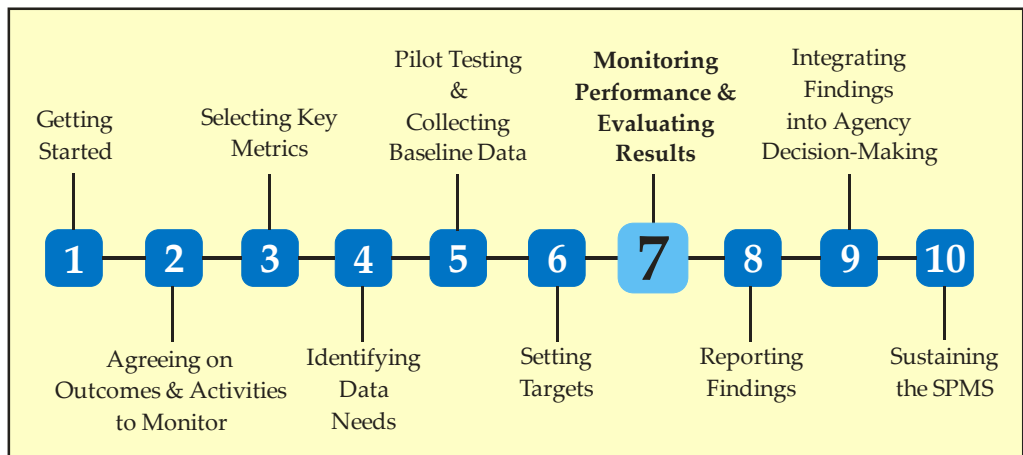 Getting
Started
Selecting Key
Metrics
Pilot Testing
&
Collecting
Baseline Data
Monitoring
Performance &
Evaluating
Results
Integrating
Findings
into Agency
Decision-Making
1
2
3
4
5
6
7
8
9
10
Agreeing on
Outcomes & Activities
to Monitor
Identifying
Data
Needs
Setting
Targets
Reporting
Findings
Sustaining
the SPMS